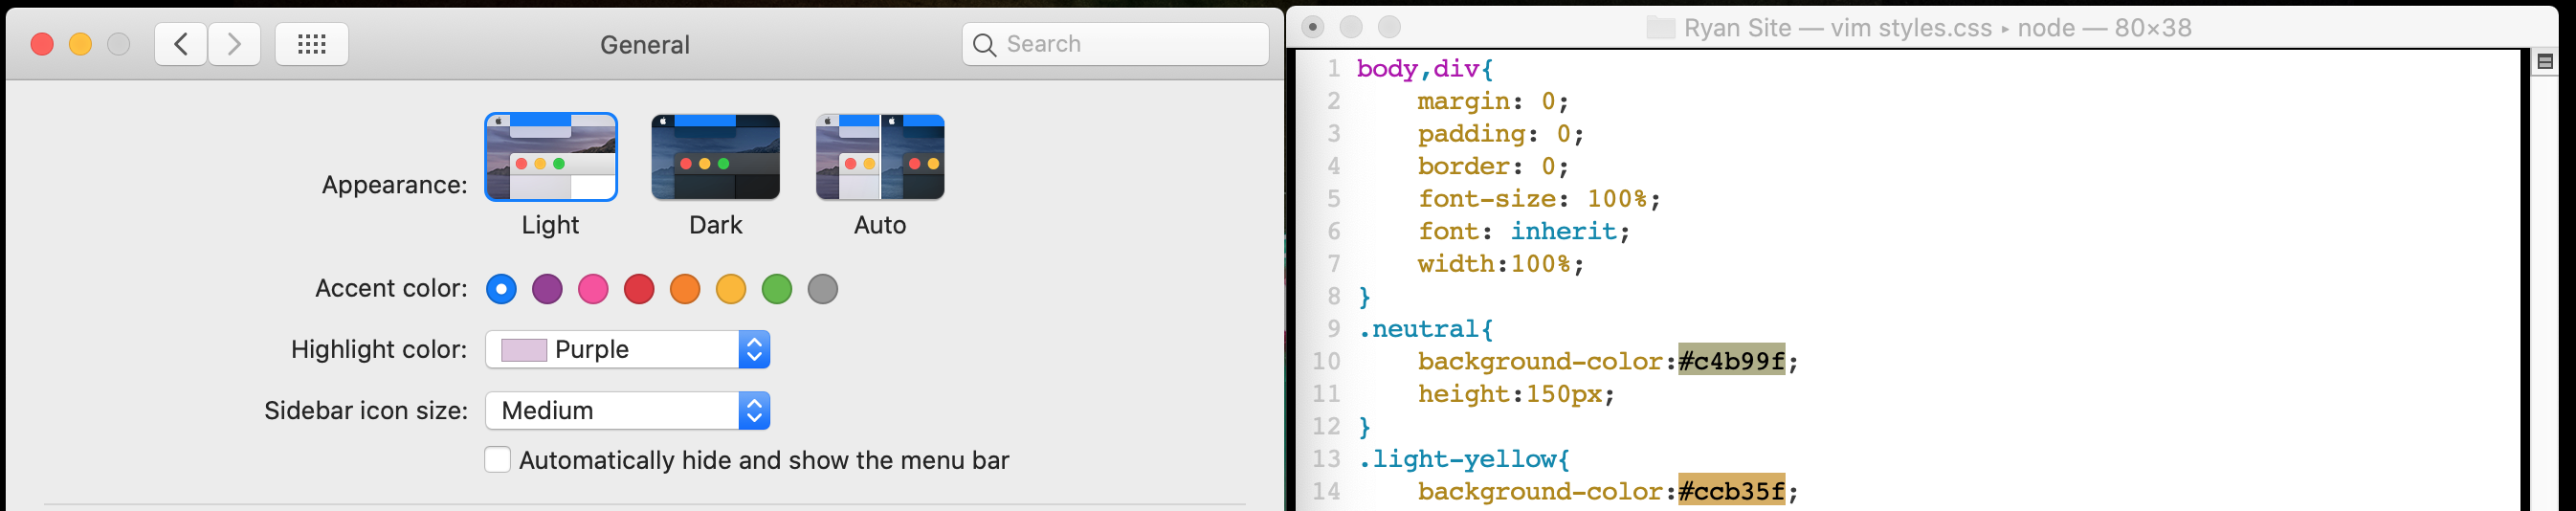 General
Search
Appearance:
Light
Dark
Auto
Accent color:
Highlight color:
Purple
Sidebar icon size:
Medium
Automatically hide and show the menu bar
Ryan Site — vim styles.css ▸ node — 80×38
1 body,div{
2 margin: 0;
3 padding: 0;
4 border: 0;
5 font-size: 100%;
6 font: inherit;
7 width:100%;
8 }
9 .neutral{
10 background-color:#c4b99f;
11 height:150px;
12 }
13 .light-yellow{
14 background-color:#ccb35f;